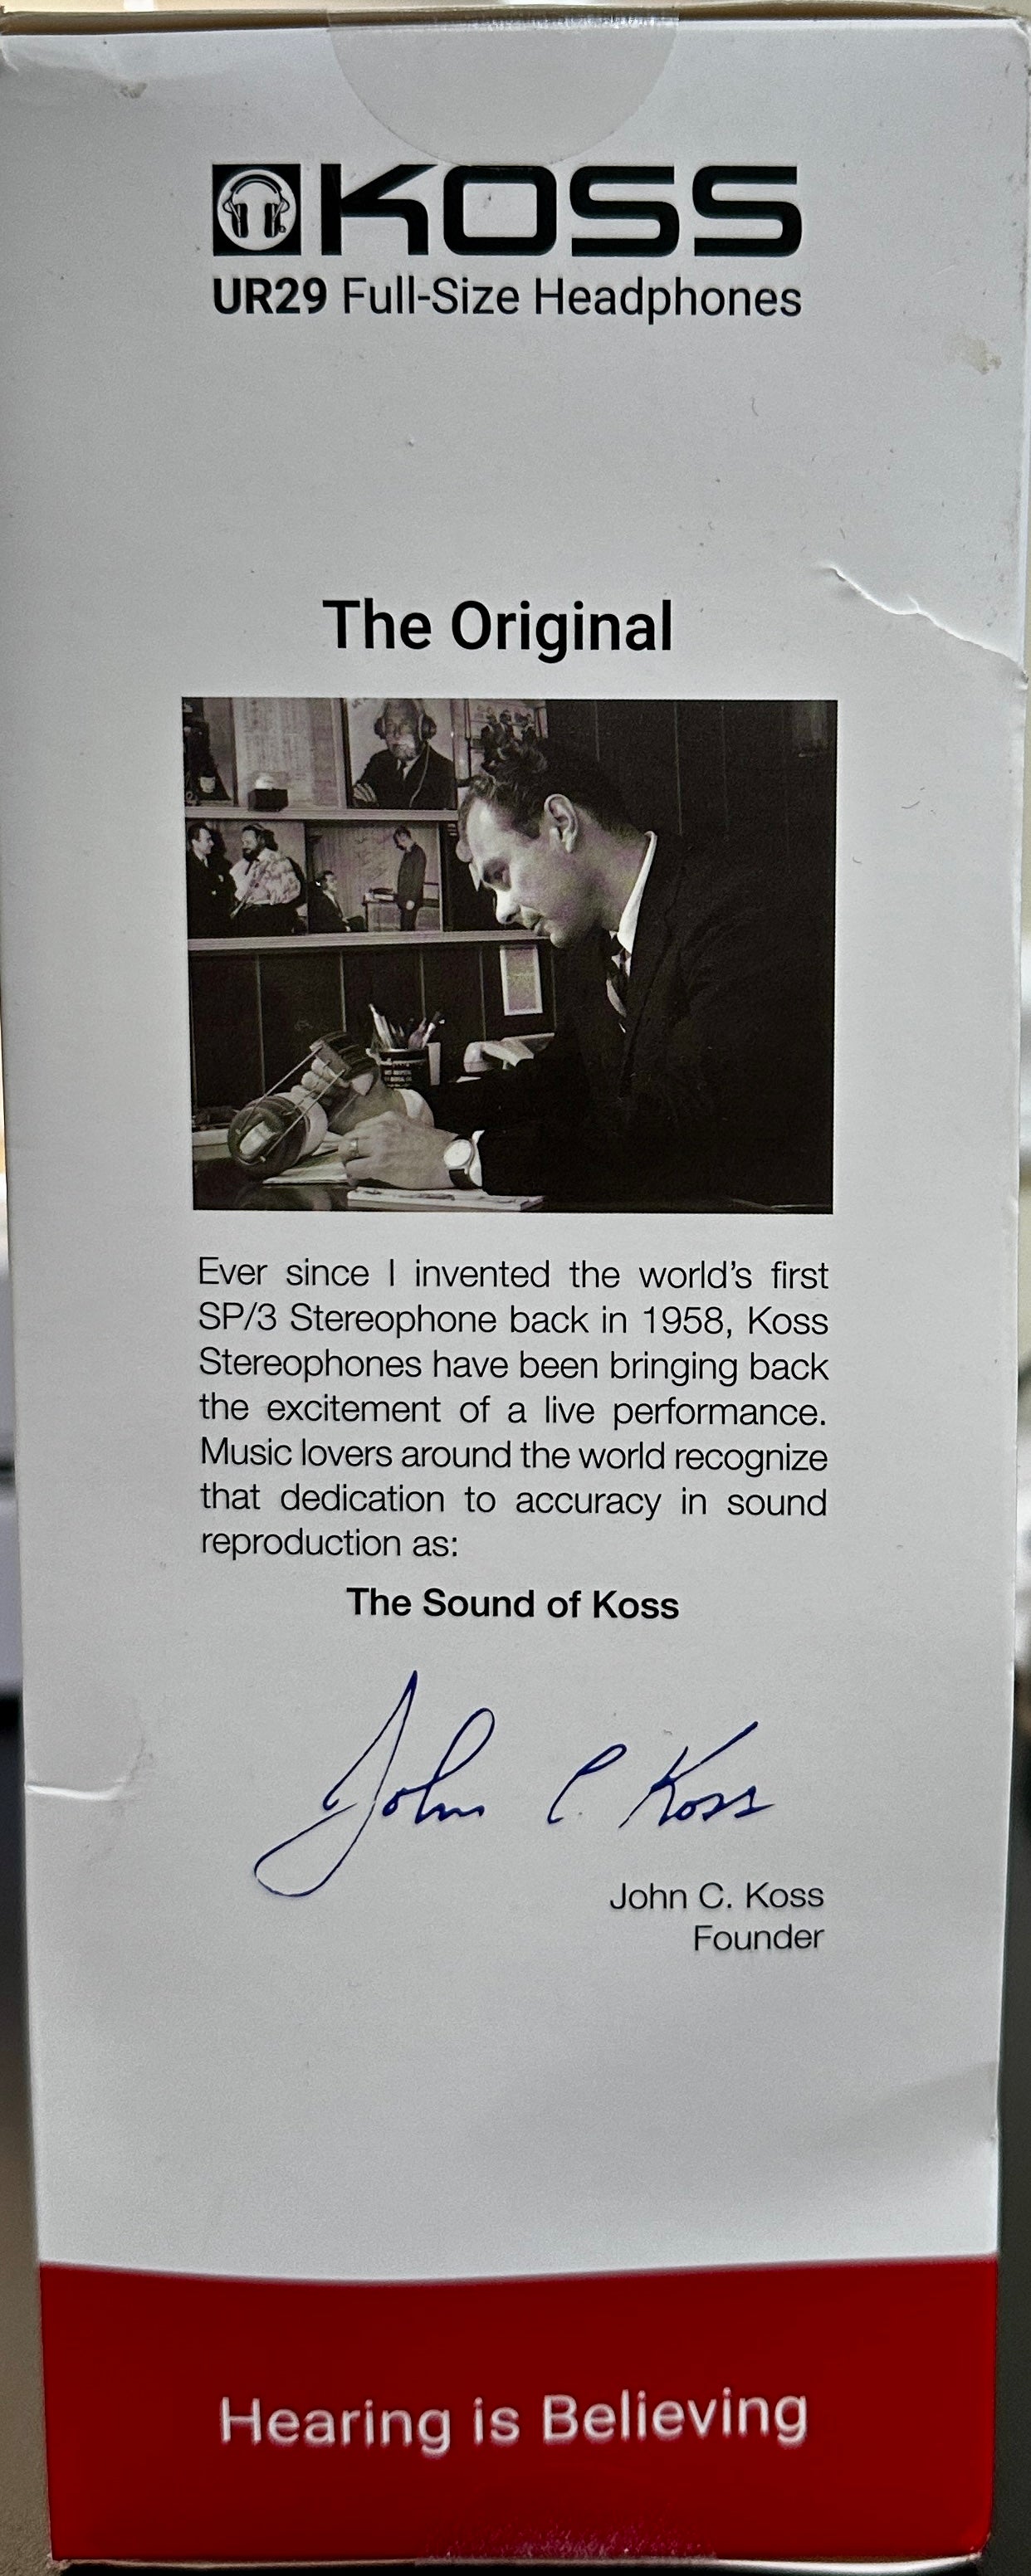 KOSS
UR29 Full-Size Headphones
The Original
Ever since I invented the world's first
SP/3 Stereophone back in 1958, Koss
Stereophones have been bringing back
the excitement of a live performance.
Music lovers around the world recognize
that dedication to accuracy in sound
reproduction as:
The Sound of Koss
John C. Koss
John C. Koss
Founder
Hearing is Believing